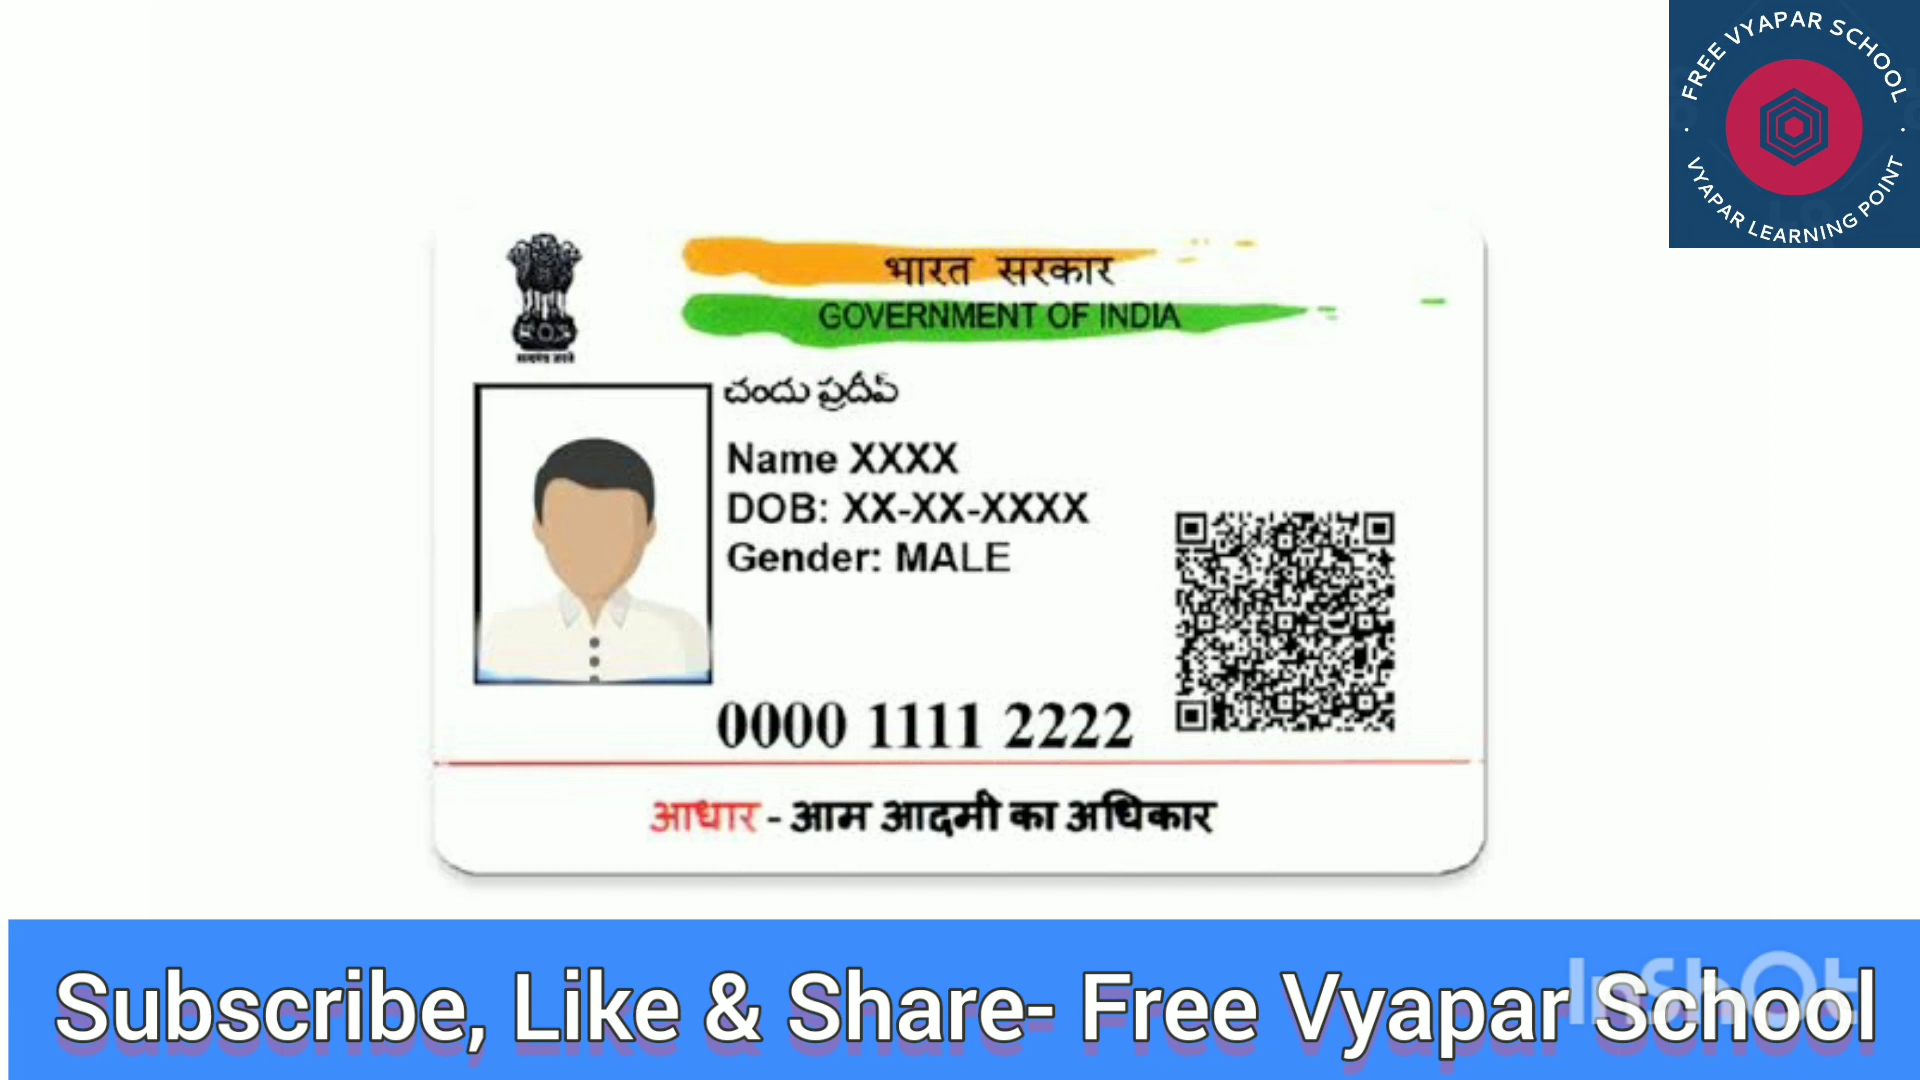 FREE VYAPAR SCHOOL
VYAPAR LEARNING POINT
भारत सरकार
GOVERNMENT OF INDIA
చందు ప్రదీప్
Name XXXX
DOB: XX-XX-XXXX
Gender: MALE
0000 1111 2222
आधार - आम आदमी का अधिकार
Subscribe, Like & Share- Free Vyapar School
InShOt